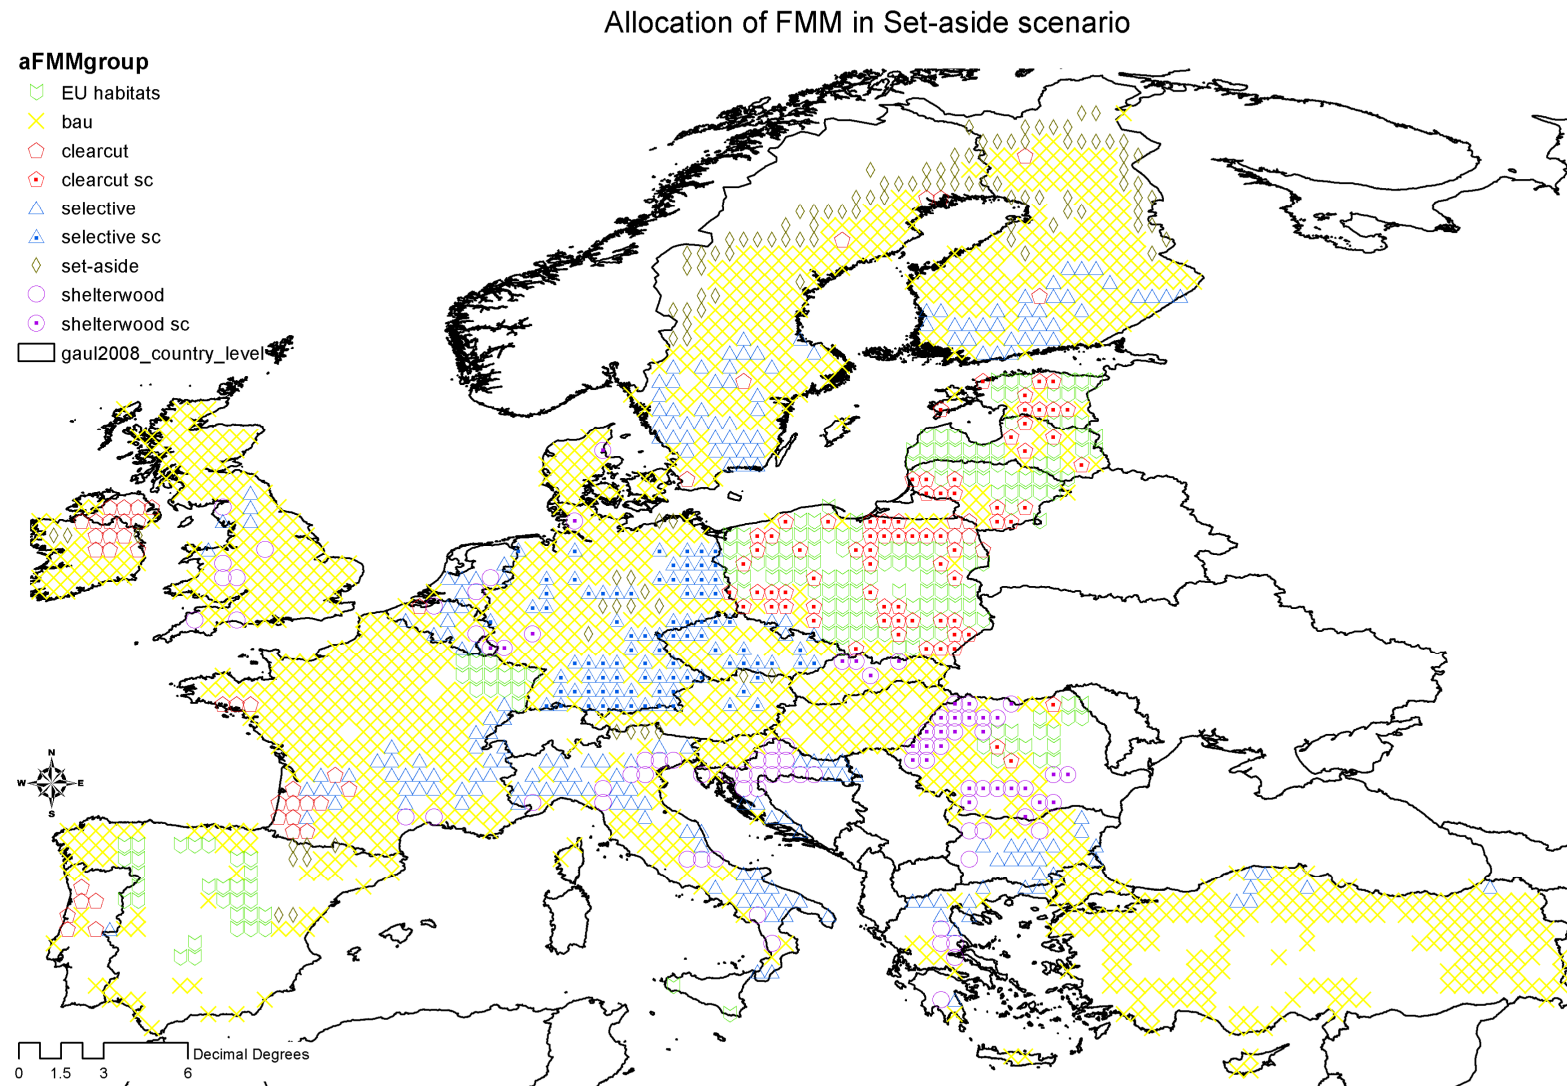 Allocation of FMM in Set-aside scenario
aFMMgroup
EU habitats
bau
clearcut
clearcut sc
selective
selective sc
set-aside
shelterwood
shelterwood sc
gaul2008_country_level
N
W E
S
Decimal Degrees
0 1.5 3 6